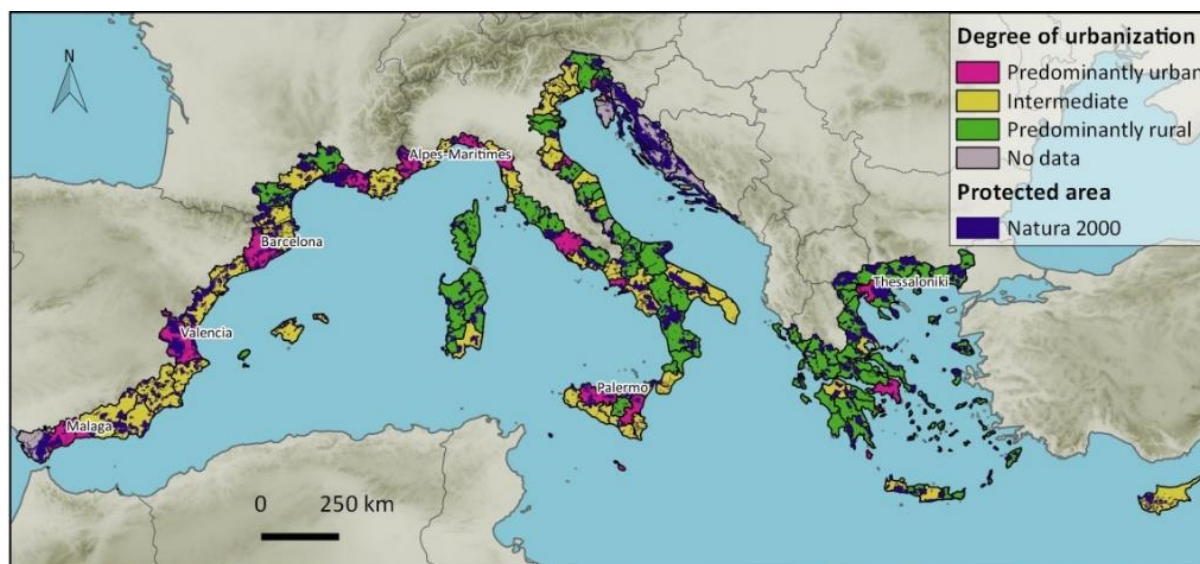 N
Degree of urbanization
Predominantly urban
Intermediate
Predominantly rural
No data
Protected area
Natura 2000
Alpes-Maritimes
Barcelona
Thessaloniki
Valencia
Palermo
Malaga
0 250 km